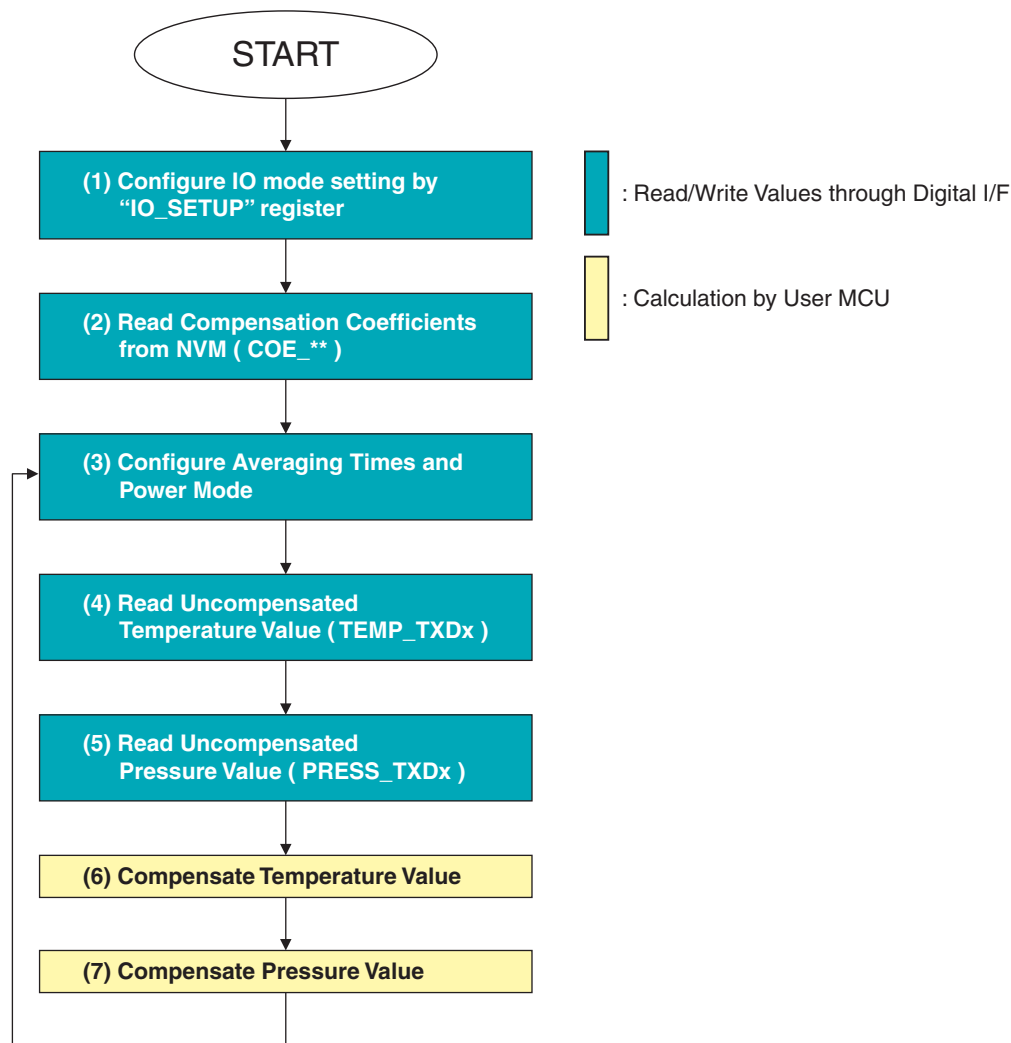 START
(1) Configure IO mode setting by
“IO_SETUP” register
: Read/Write Values through Digital I/F
: Calculation by User MCU
(2) Read Compensation Coefficients
from NVM ( COE_** )
(3) Configure Averaging Times and
Power Mode
(4) Read Uncompensated
Temperature Value ( TEMP_TXDx )
(5) Read Uncompensated
Pressure Value ( PRESS_TXDx )
(6) Compensate Temperature Value
(7) Compensate Pressure Value